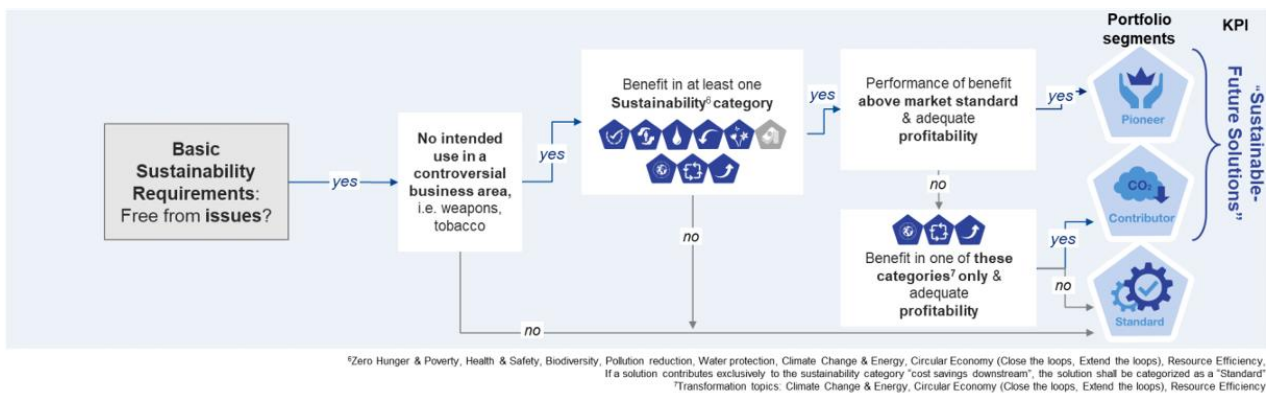 Portfolio
segments
KPI
Basic
Sustainability
Requirements:
Free from issues?
yes
No intended
use in a
controversial
business area,
i.e. weapons,
tobacco
yes
no
Benefit in at least one
Sustainability⁶ category
yes
no
Performance of benefit
above market standard
& adequate
profitability
yes
no
Benefit in one of these
categories⁷ only &
adequate
profitability
yes
no
Pioneer
CO₂
Contributor
Standard
"Sustainable-
Future Solutions"
⁶Zero Hunger & Poverty, Health & Safety, Biodiversity, Pollution reduction, Water protection, Climate Change & Energy, Circular Economy (Close the loops, Extend the loops), Resource Efficiency,
If a solution contributes exclusively to the sustainability category "cost savings downstream", the solution shall be categorized as a "Standard"
⁷Transformation topics: Climate Change & Energy, Circular Economy (Close the loops, Extend the loops), Resource Efficiency